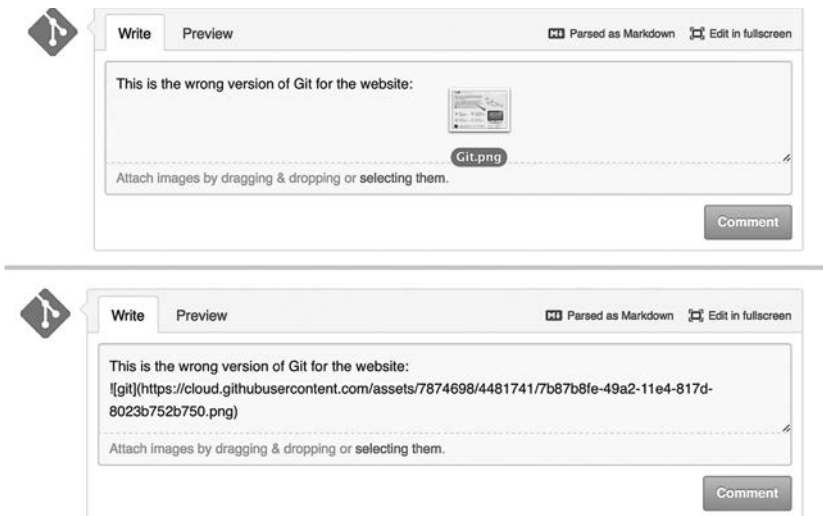 Write Preview Parsed as Markdown Edit in fullscreen
This is the wrong version of Git for the website:
Git.png
Attach images by dragging & dropping or selecting them.
Comment
Write Preview Parsed as Markdown Edit in fullscreen
This is the wrong version of Git for the website:
![git](https://cloud.githubusercontent.com/assets/7874698/4481741/7b87b8fe-49a2-11e4-817d-
8023b752b750.png)
Attach images by dragging & dropping or selecting them.
Comment